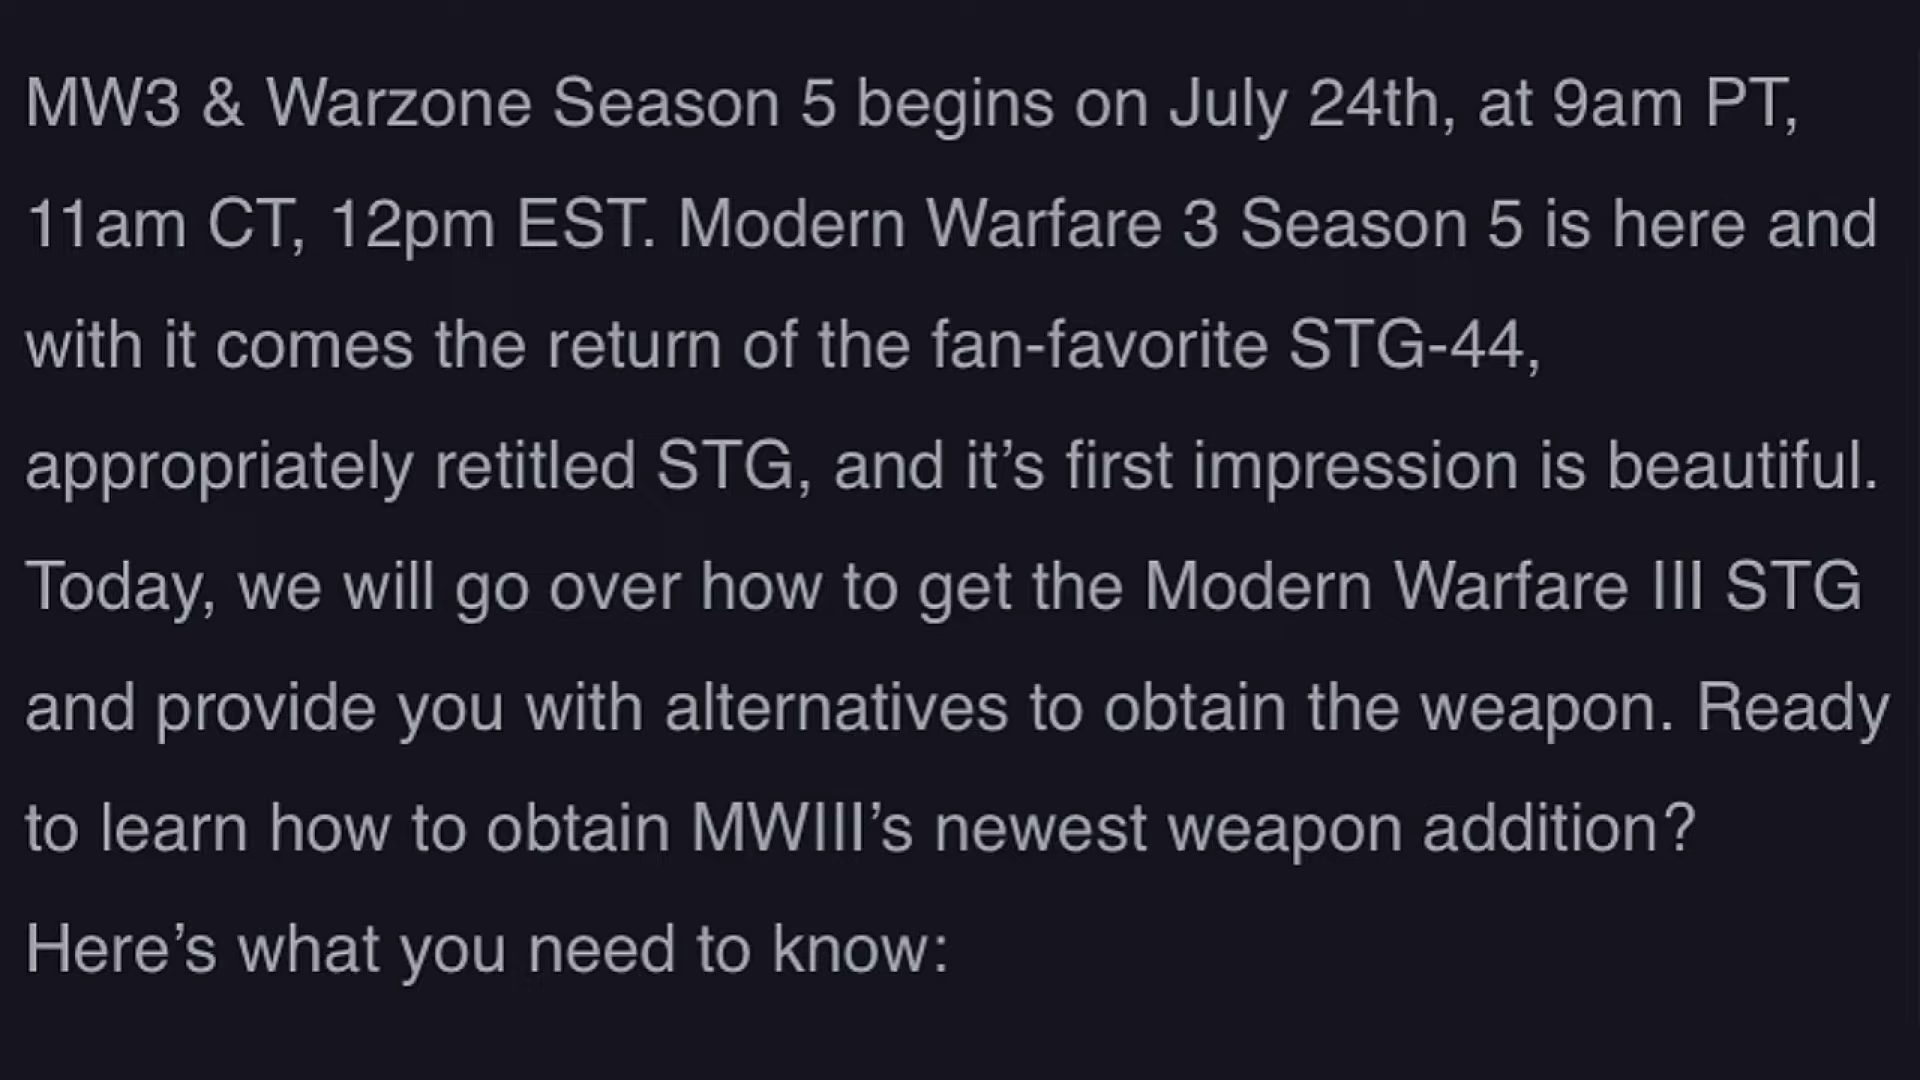 MW3 & Warzone Season 5 begins on July 24th, at 9am PT,
11am CT, 12pm EST. Modern Warfare 3 Season 5 is here and
with it comes the return of the fan-favorite STG-44,
appropriately retitled STG, and it’s first impression is beautiful.
Today, we will go over how to get the Modern Warfare III STG
and provide you with alternatives to obtain the weapon. Ready
to learn how to obtain MWIII’s newest weapon addition?
Here’s what you need to know: